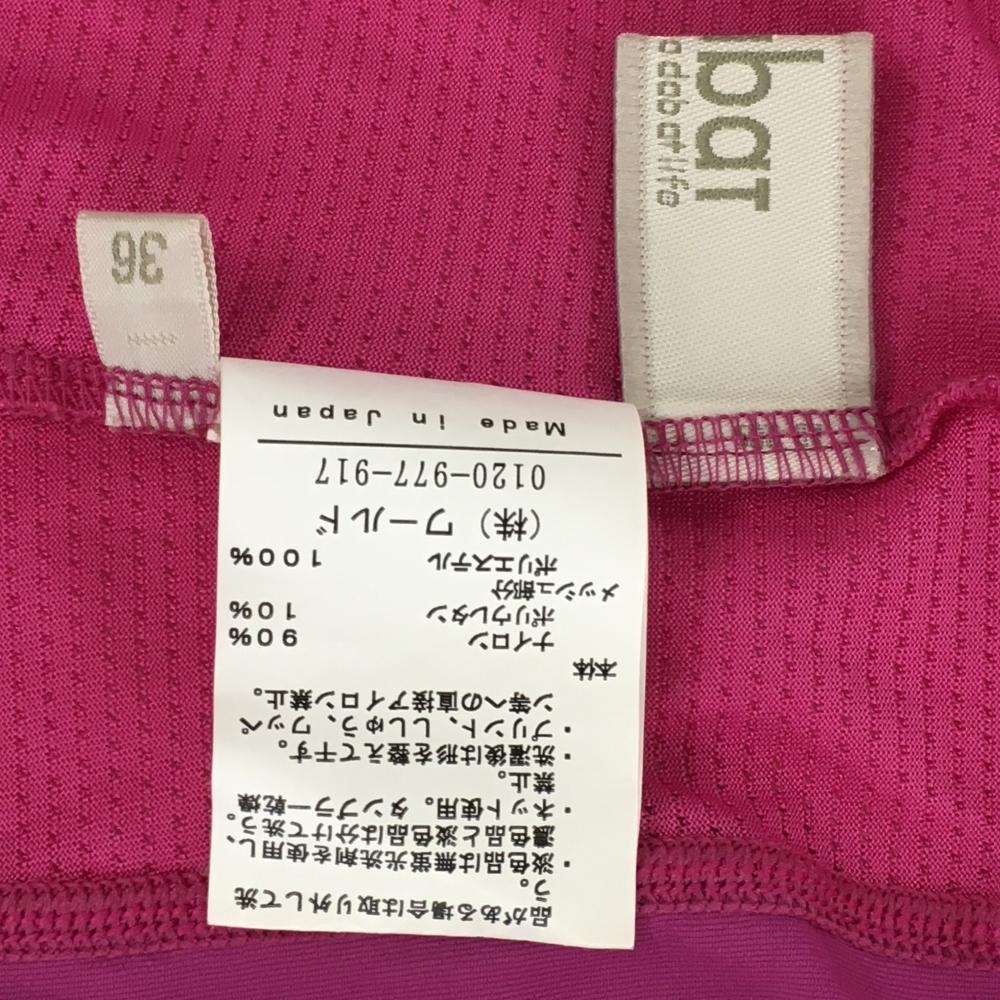 品がある場合は取り外して洗
う。
・淡色品は無蛍光洗剤を使用し、
濃色品と淡色品は分けて洗う。
・ネット使用。タンブラー乾燥
禁止。
・洗濯後は形を整えて干す。
・プリント、ししゅう、ワッペ
ン等への直接アイロン禁止。
本体
ナイロン 90%
ポリウレタン 10%
メッシュ部分
ポリエステル 100%
(株) ワールド
0120-977-917
Made in Japan
36
bat
adabat life